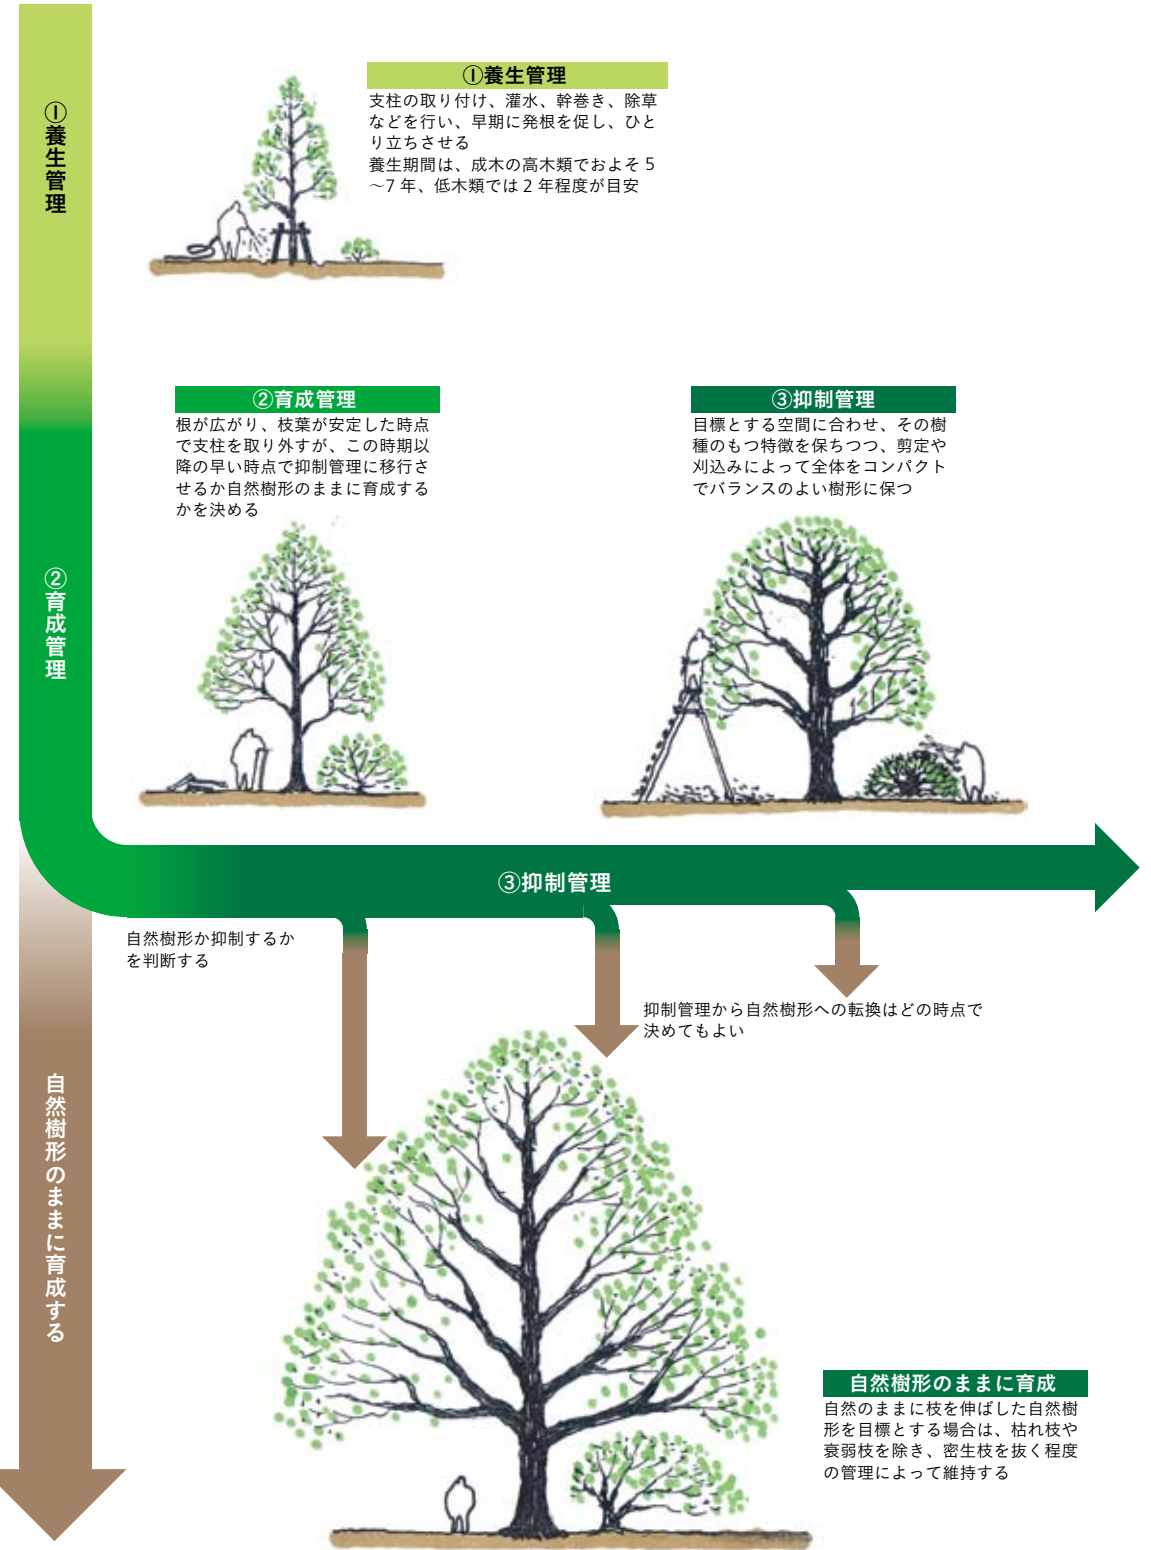 ①養生管理
①養生管理
支柱の取り付け、灌水、幹巻き、除草
などを行い、早期に発根を促し、ひと
り立ちさせる
養生期間は、成木の高木類でおよそ 5
～7 年、低木類では 2 年程度が目安
②育成管理
②育成管理
根が広がり、枝葉が安定した時点
で支柱を取り外すが、この時期以
降の早い時点で抑制管理に移行さ
せるか自然樹形のままに育成する
かを決める
③抑制管理
目標とする空間に合わせ、その樹
種のもつ特徴を保ちつつ、剪定や
刈込みによって全体をコンパクト
でバランスのよい樹形に保つ
③抑制管理
自然樹形か抑制するか
を判断する
抑制管理から自然樹形への転換はどの時点で
決めてもよい
自然樹形のままに育成する
自然樹形のままに育成
自然のままに枝を伸ばした自然樹
形を目標とする場合は、枯れ枝や
衰弱枝を除き、密生枝を抜く程度
の管理によって維持する